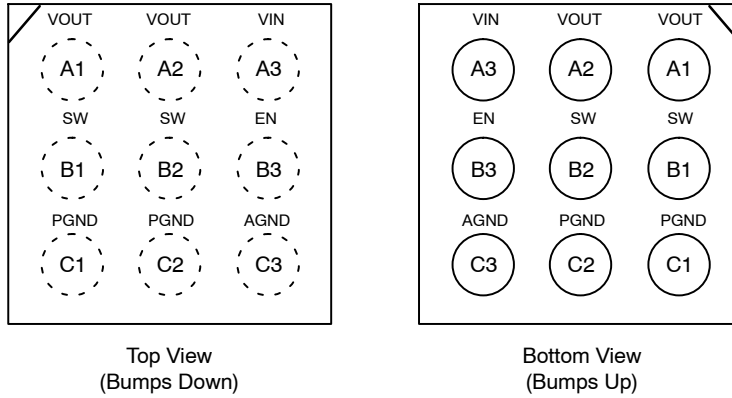 VOUT VOUT VIN
A1 A2 A3
SW SW EN
B1 B2 B3
PGND PGND AGND
C1 C2 C3
Top View
(Bumps Down)
VIN VOUT VOUT
A3 A2 A1
EN SW SW
B3 B2 B1
AGND PGND PGND
C3 C2 C1
Bottom View
(Bumps Up)